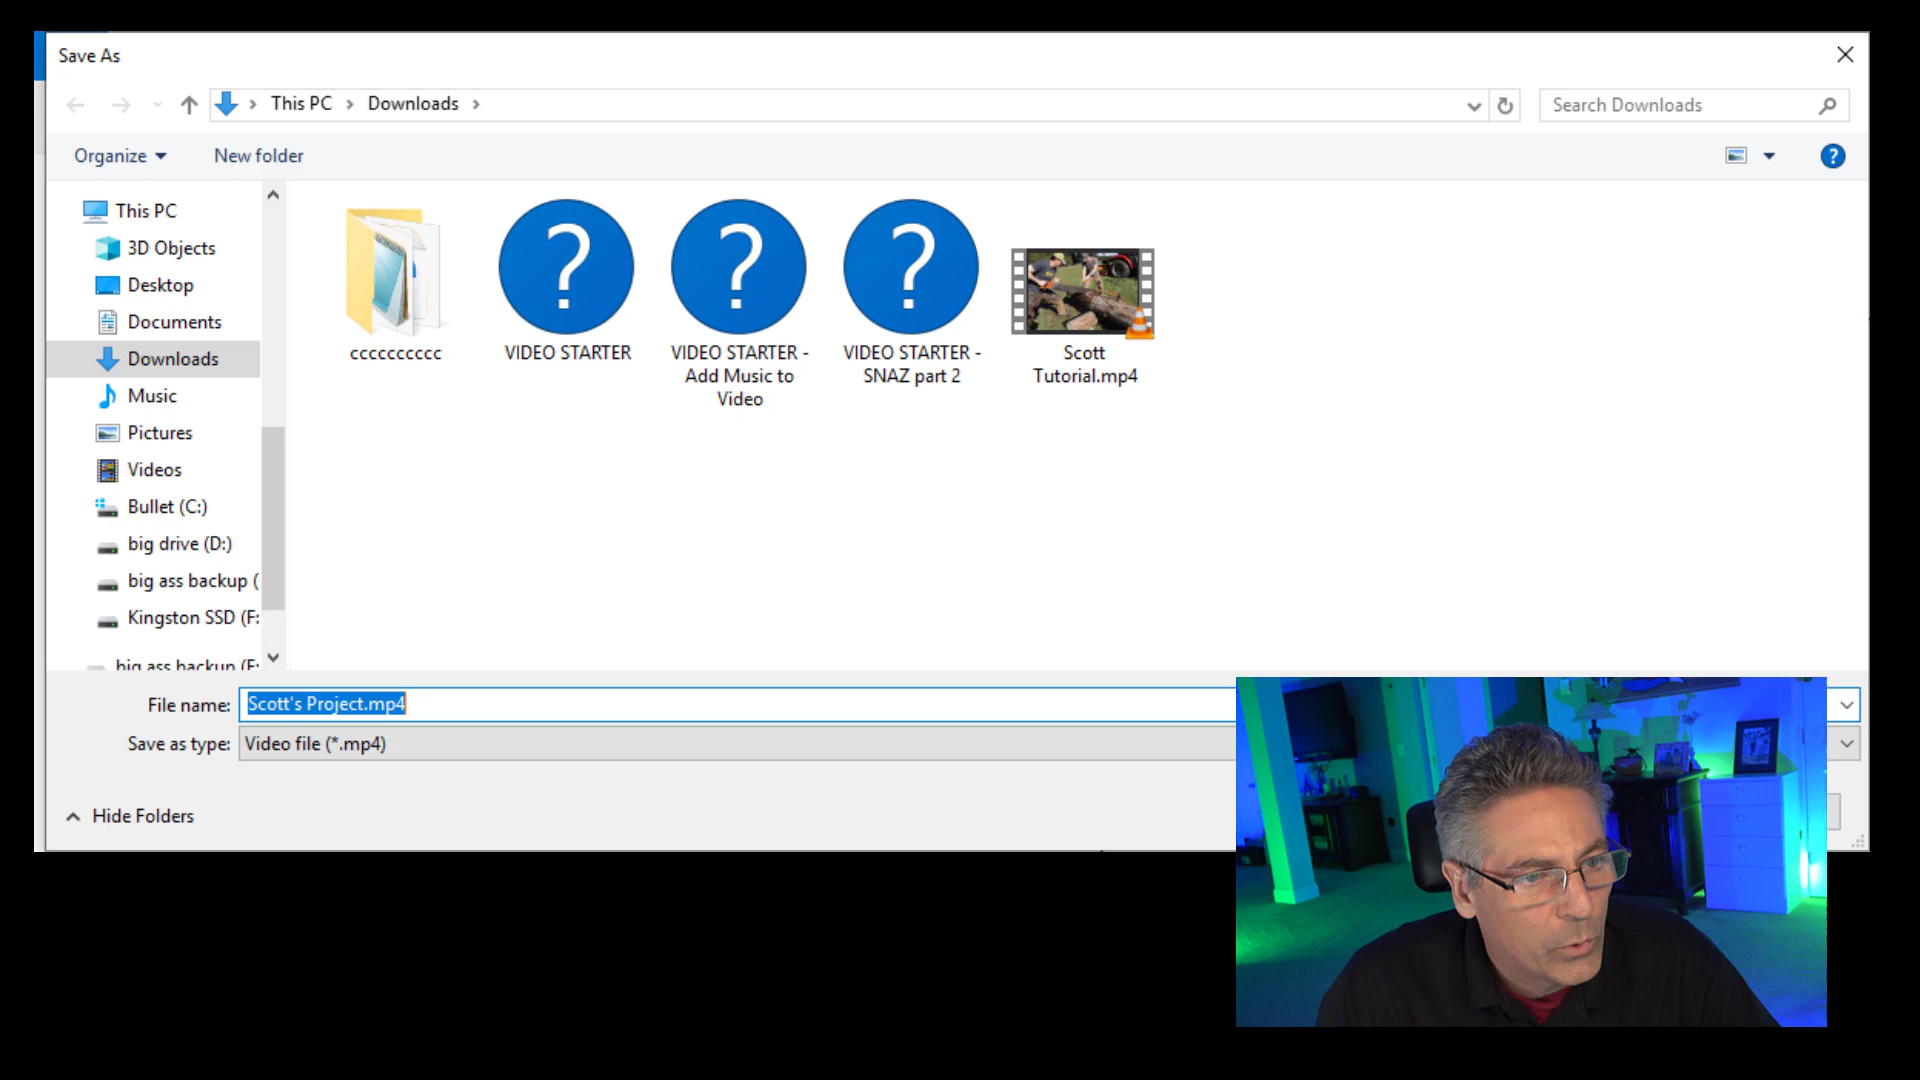 Save As
This PC
Downloads
Search Downloads
Organize
New folder
?
This PC
3D Objects
Desktop
Documents
Downloads
Music
Pictures
Videos
Bullet (C:)
big drive (D:)
big ass backup (
Kingston SSD (F:
big ass backup (F:
cccccccccc
?
VIDEO STARTER
?
VIDEO STARTER -
Add Music to
Video
?
VIDEO STARTER -
SNAZ part 2
Scott
Tutorial.mp4
File name:
Scott's Project.mp4
Save as type:
Video file (*.mp4)
Hide Folders